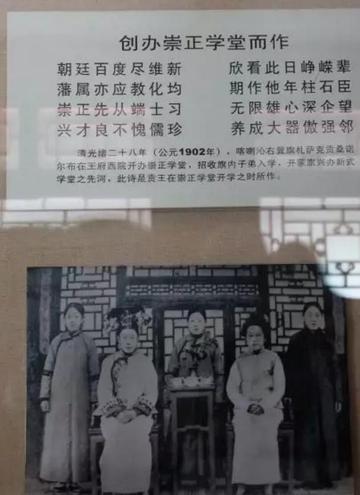 创办崇正学堂而作
朝廷百度尽维新
藩属亦应教化均
崇正先从端士习
兴才良不愧儒珍
欣看此日峥嵘辈
期作他年柱石臣
无限雄心深企望
养成大器傲强邻
清光绪二十八年（公元1902年），喀喇沁右翼旗札萨克贡桑诺
尔布在王府西院开办崇正学堂，招收旗内子弟入学，开蒙旗兴办新式
学堂之先河，此诗是贡王在崇正学堂开学之时所作。